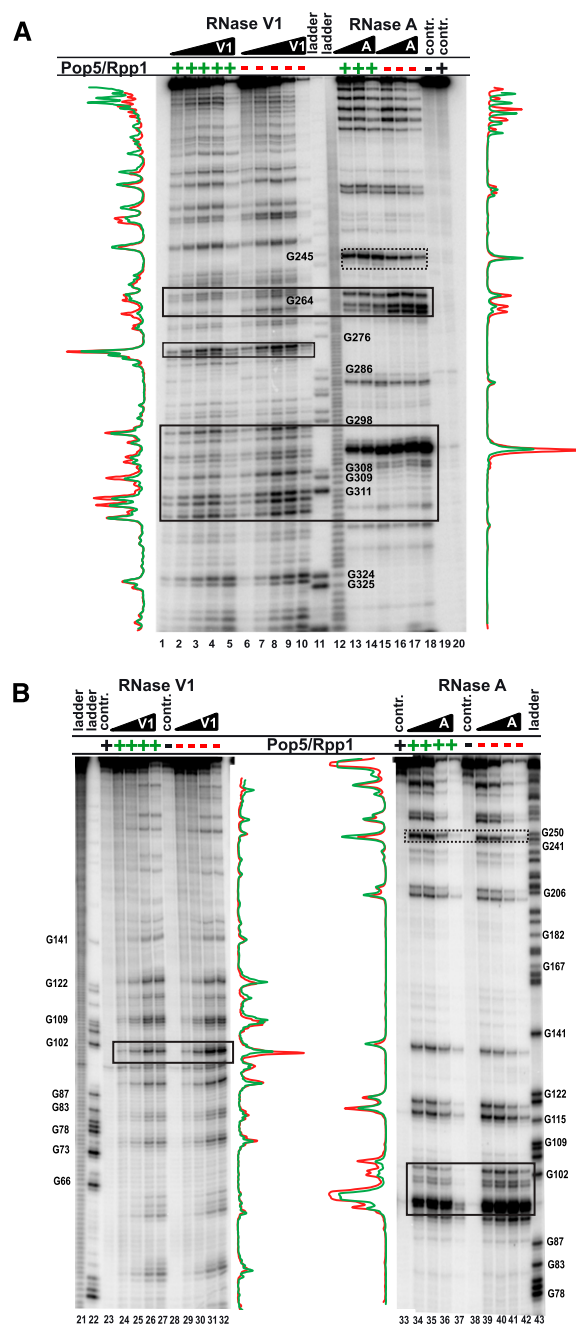 A
RNase V1
RNase A
ladder
ladder
contr.
contr.
V1
V1
A
A
Pop5/Rpp1
+ + + + + - - - - -
+ + + - - - - +
G245
G264
G276
G286
G298
G308
G309
G311
G324
G325
1 2 3 4 5 6 7 8 9 10 11 12 13 14 15 16 17 18 19 20
B
RNase V1
RNase A
ladder
ladder
contr.
V1
contr.
V1
contr.
A
contr.
A
ladder
+ + + + + - - - - -
Pop5/Rpp1
+ + + + + - - - - -
G141
G122
G109
G102
G87
G83
G78
G73
G66
G250
G241
G206
G182
G167
G141
G122
G115
G109
G102
G87
G83
G78
21 22 23 24 25 26 27 28 29 30 31 32
33 34 35 36 37 38 39 40 41 42 43